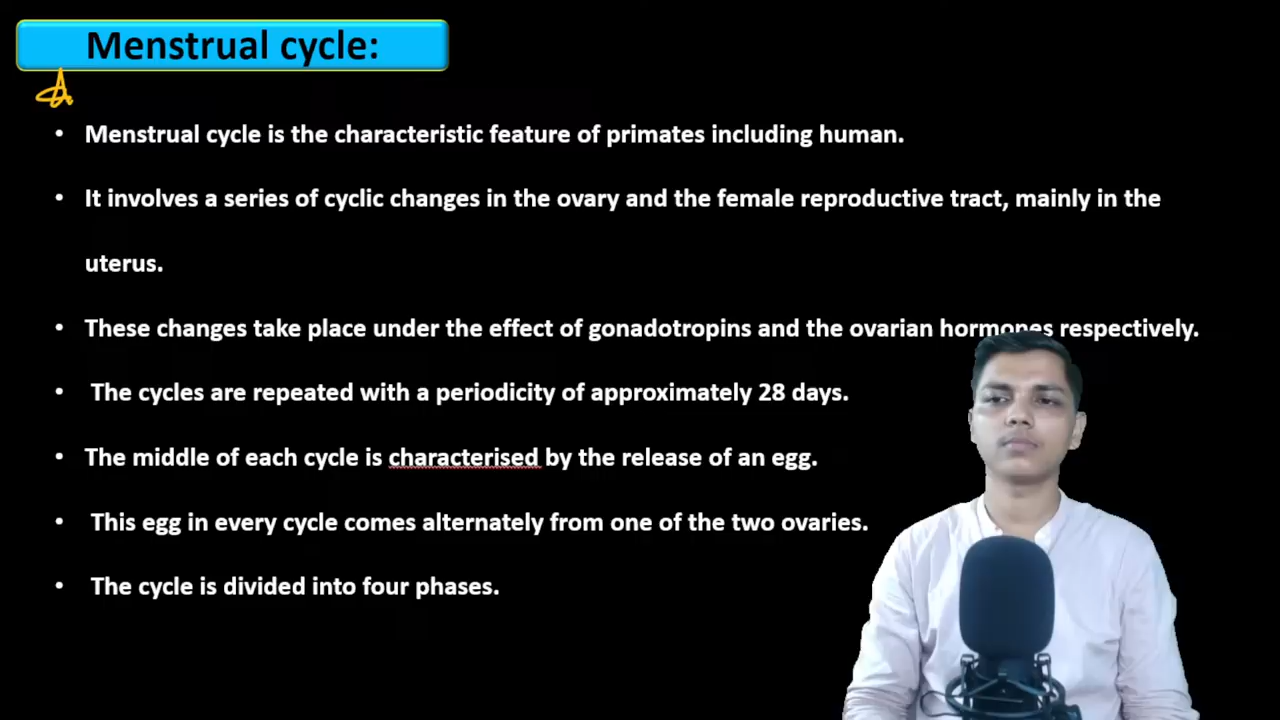 Menstrual cycle:
• Menstrual cycle is the characteristic feature of primates including human.
• It involves a series of cyclic changes in the ovary and the female reproductive tract, mainly in the
uterus.
• These changes take place under the effect of gonadotropins and the ovarian hormones respectively.
• The cycles are repeated with a periodicity of approximately 28 days.
• The middle of each cycle is characterised by the release of an egg.
• This egg in every cycle comes alternately from one of the two ovaries.
• The cycle is divided into four phases.